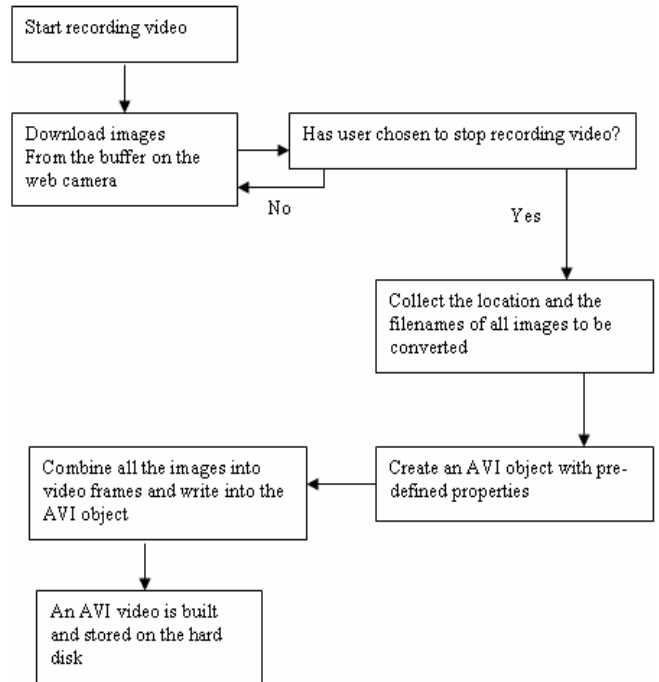 Start recording video
Download images
From the buffer on the
web camera
Has user chosen to stop recording video?
No
Yes
Collect the location and the
filenames of all images to be
converted
Create an AVI object with pre-
defined properties
Combine all the images into
video frames and write into the
AVI object
An AVI video is built
and stored on the hard
disk